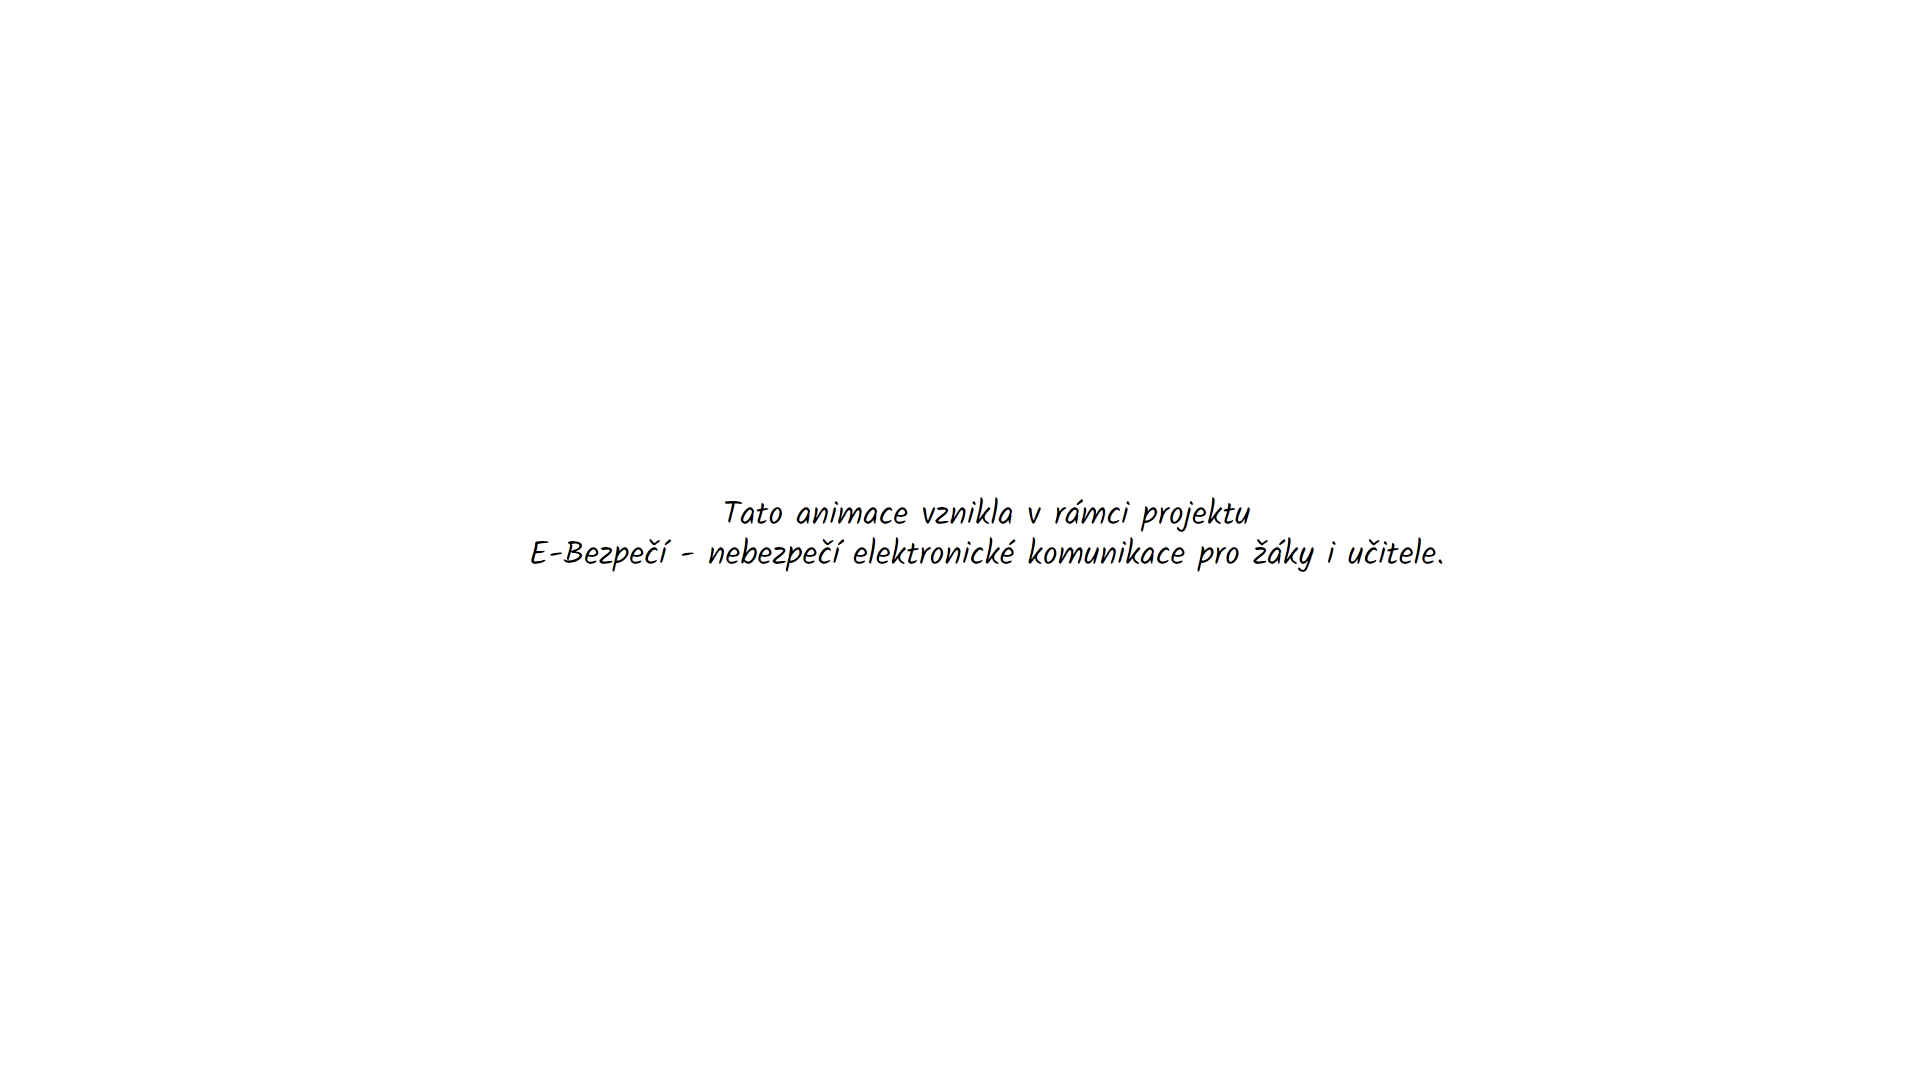 Tato animace vznikla v rámci projektu
E-Bezpečí - nebezpečí elektronické komunikace pro žáky i učitele.